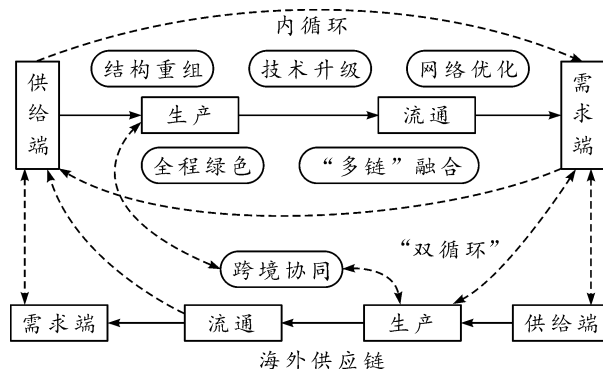 内循环
结构重组
技术升级
网络优化
供给端
生产
流通
需求端
全程绿色
“多链”融合
“双循环”
跨境协同
需求端
流通
生产
供给端
海外供应链